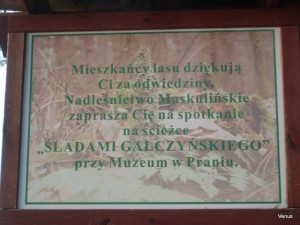 Mieszkańcy lasu dziękują
Ci za odwiedziny.
Nadleśnictwo Maskulińskie
zaprasza Cię na spotkanie
na ścieżce
„ŚLADAMI GAŁCZYŃSKIEGO”
przy Muzeum w Praniu.
Venus